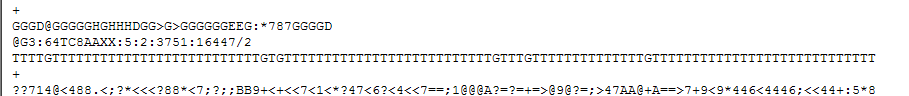 +
GGGD@GGGGGHGHHHDGG>G>GGGGGGEEG:*787GGGGD
@G3:64TC8AAXX:5:2:3751:16447/2
TTTTGTTTTTTTTTTTTTTTTTTTTTTTTTTGTGTTTTTTTTTTTTTTTTTTTTTTTTTTGTTTGTTTTTTTTTTTTTTGTTTTTTTTTTTTTTTTTTTTTTTTTTTT
+
??714@<488.<;?*<<<?88*<7;?;;BB9+<+<<7<1<*?47<6?<4<<7==;1@@@A?=?=+=>@9@?=;>47AA@+A==>7+9<9*446<4446;<<44+:5*8